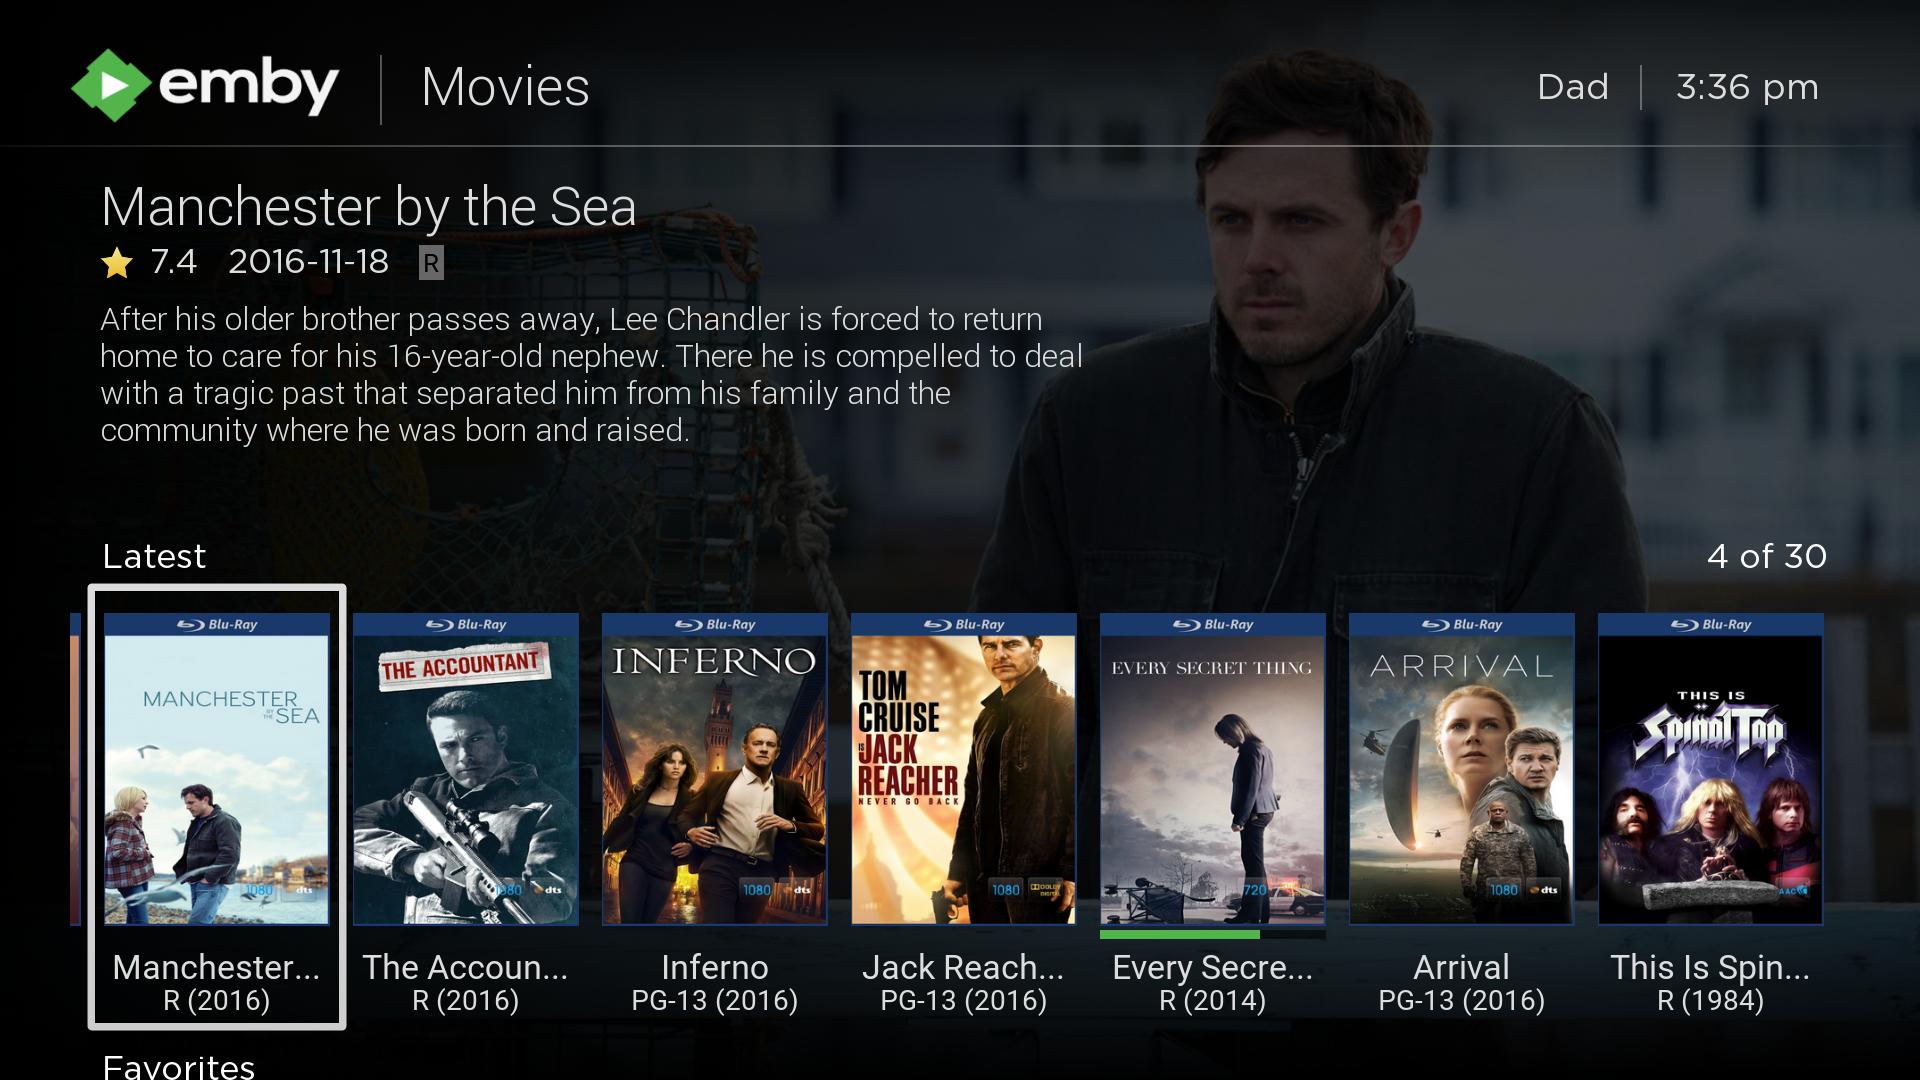 emby
Movies
Dad
3:36 pm
Manchester by the Sea
7.4 2016-11-18 R
After his older brother passes away, Lee Chandler is forced to return
home to care for his 16-year-old nephew. There he is compelled to deal
with a tragic past that separated him from his family and the
community where he was born and raised.
Latest
4 of 30
Blu-Ray
MANCHESTER
BY THE SEA
1080 dts
Manchester...
R (2016)
Blu-Ray
THE ACCOUNTANT
1080 dts
The Accoun...
R (2016)
Blu-Ray
INFERNO
1080 dts
Inferno
PG-13 (2016)
Blu-Ray
TOM
CRUISE
IS
JACK
REACHER
NEVER GO BACK
1080 DOLBY
DIGITAL
Jack Reach...
PG-13 (2016)
Blu-Ray
EVERY SECRET THING
720
Every Secre...
R (2014)
Blu-Ray
ARRIVAL
1080 dts
Arrival
PG-13 (2016)
Blu-Ray
THIS IS
Spın̈al Tap
AAC
This Is Spin...
R (1984)
Favorites